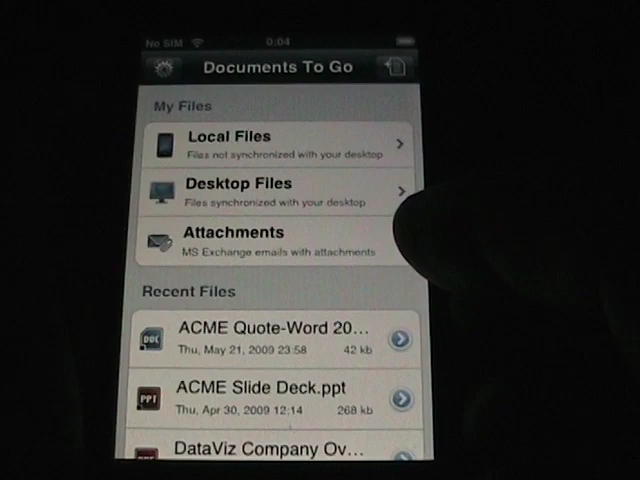 No SIM 0:04
Documents To Go
My Files
Local Files
Files not synchronized with your desktop
Desktop Files
Files synchronized with your desktop
Attachments
MS Exchange emails with attachments
Recent Files
DOC
ACME Quote-Word 20...
Thu, May 21, 2009 23:58 42 kb
PPT
ACME Slide Deck.ppt
Thu, Apr 30, 2009 12:14 268 kb
DataViz Company Ov...